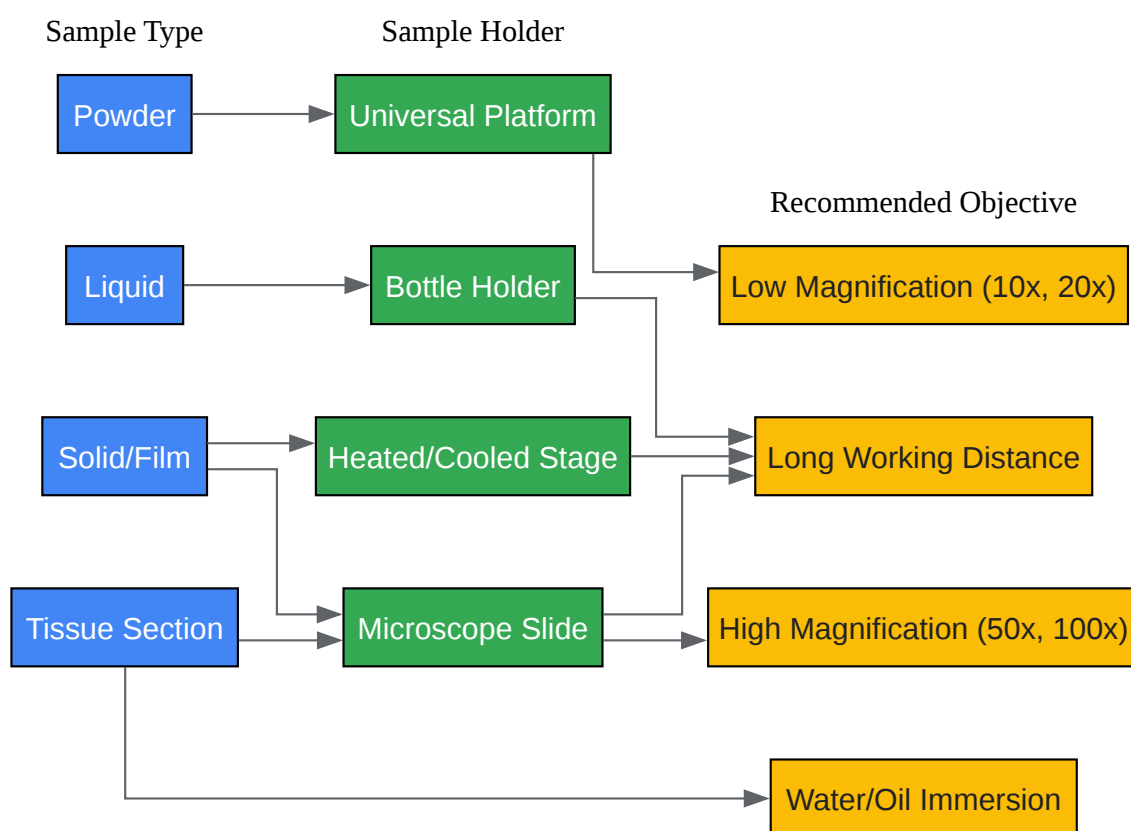 Sample Type
Sample Holder
Powder
Universal Platform
Recommended Objective
Liquid
Bottle Holder
Low Magnification (10x, 20x)
Solid/Film
Heated/Cooled Stage
Long Working Distance
Tissue Section
Microscope Slide
High Magnification (50x, 100x)
Water/Oil Immersion